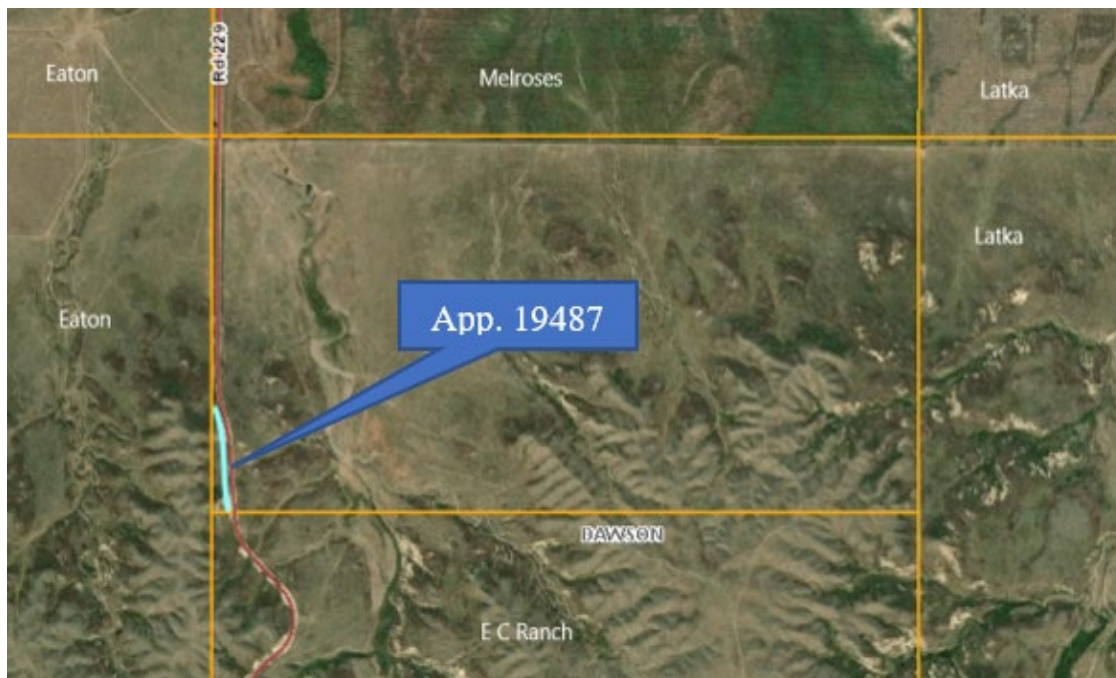 Rd 229
Eaton
Melroses
Latka
Latka
Eaton
App. 19487
DAWSON
E C Ranch